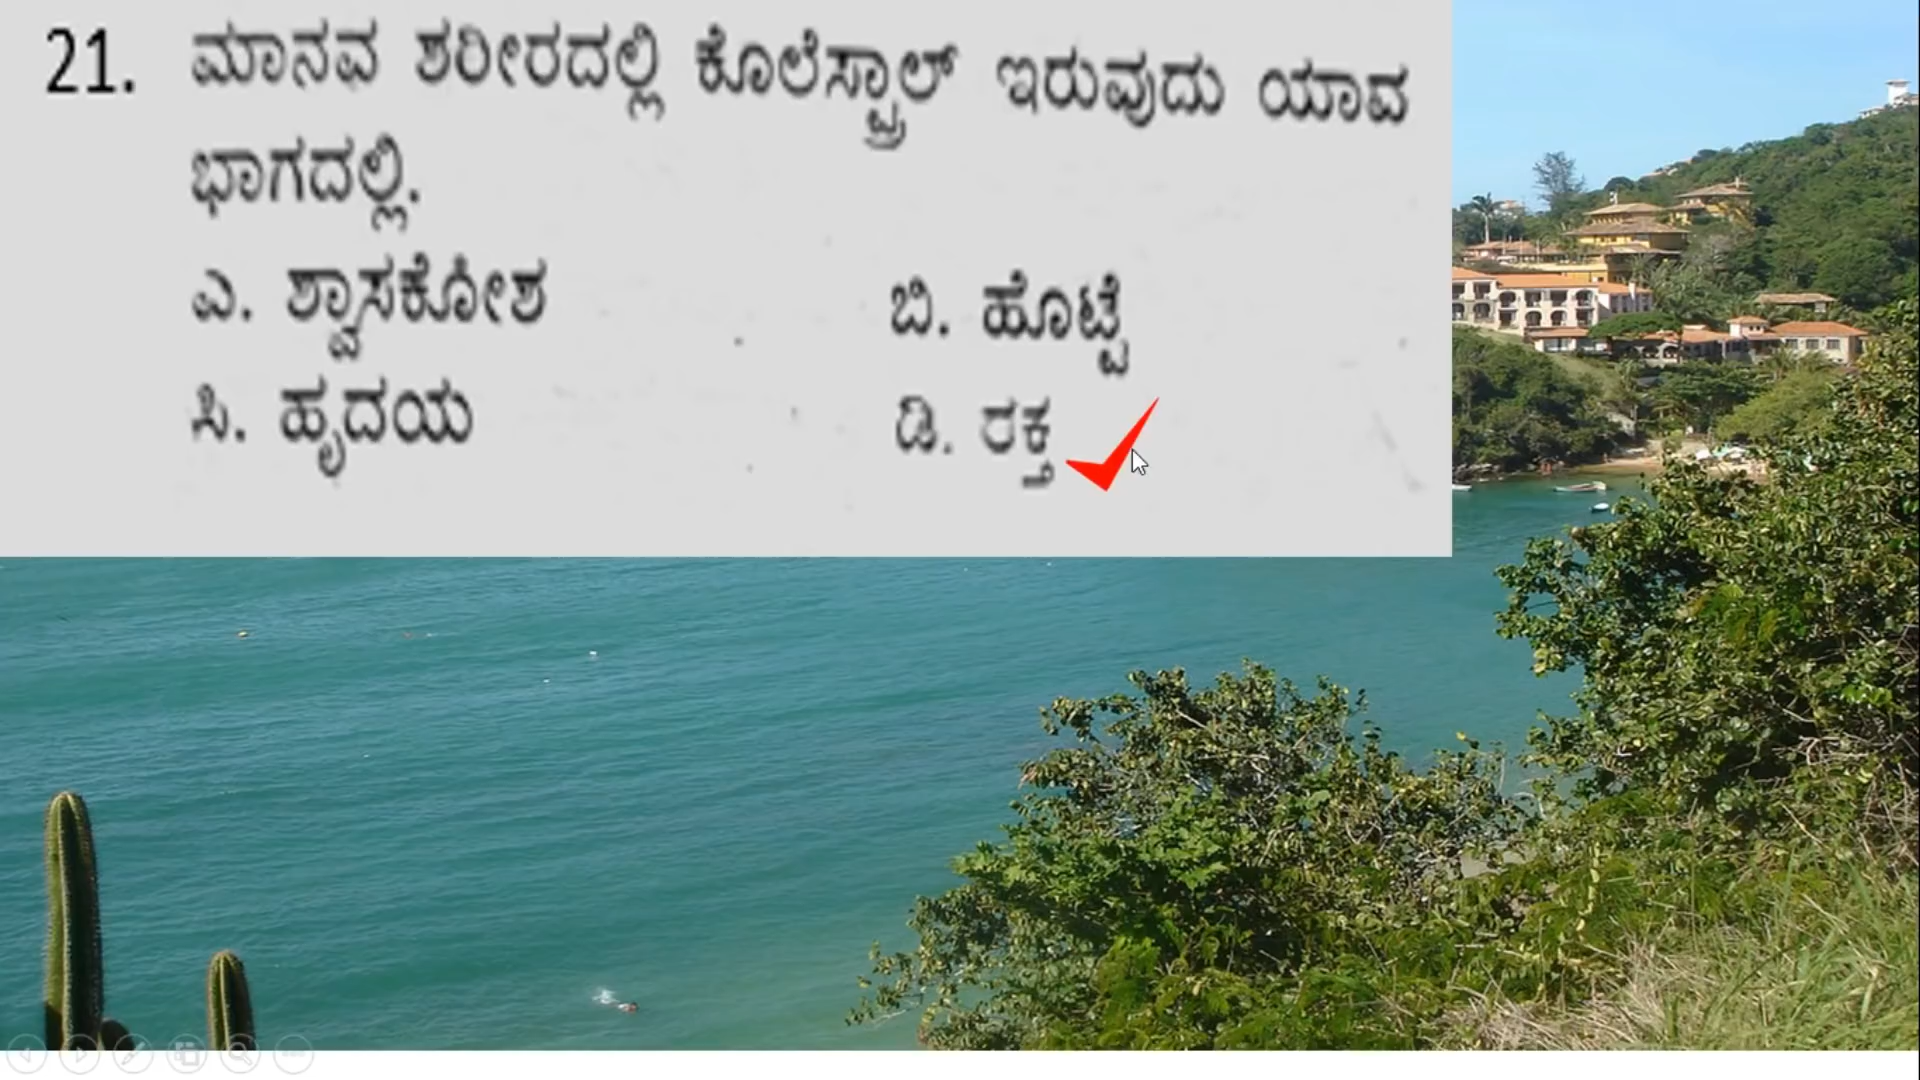 21. ಮಾನವ ಶರೀರದಲ್ಲಿ ಕೊಲೆಸ್ಟ್ರಾಲ್ ಇರುವುದು ಯಾವ
ಭಾಗದಲ್ಲಿ.
ಎ. ಶ್ವಾಸಕೋಶ ಬಿ. ಹೊಟ್ಟೆ
ಸಿ. ಹೃದಯ ಡಿ. ರಕ್ತ